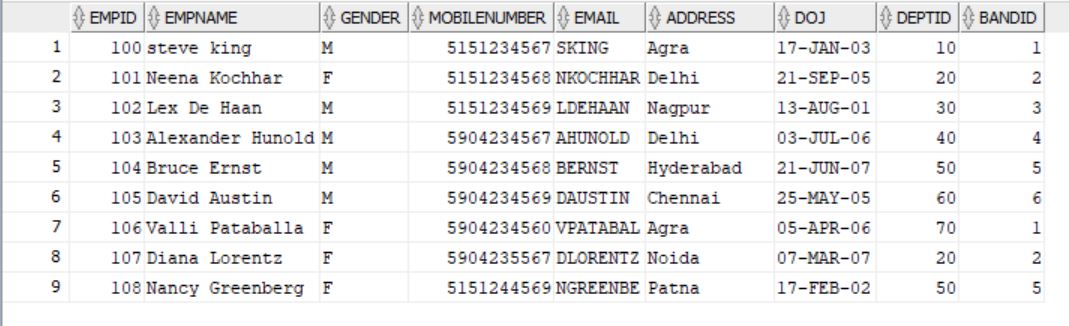 EMPID EMPNAME GENDER MOBILENUMBER EMAIL ADDRESS DOJ DEPTID BANDID
1 100 steve king M 5151234567 SKING Agra 17-JAN-03 10 1
2 101 Neena Kochhar F 5151234568 NKOCHHAR Delhi 21-SEP-05 20 2
3 102 Lex De Haan M 5151234569 LDEHAAN Nagpur 13-AUG-01 30 3
4 103 Alexander Hunold M 5904234567 AHUNOLD Delhi 03-JUL-06 40 4
5 104 Bruce Ernst M 5904234568 BERNST Hyderabad 21-JUN-07 50 5
6 105 David Austin M 5904234569 DAUSTIN Chennai 25-MAY-05 60 6
7 106 Valli Pataballa F 5904234560 VPATABAL Agra 05-APR-06 70 1
8 107 Diana Lorentz F 5904235567 DLORENTZ Noida 07-MAR-07 20 2
9 108 Nancy Greenberg F 5151244569 NGREENBE Patna 17-FEB-02 50 5